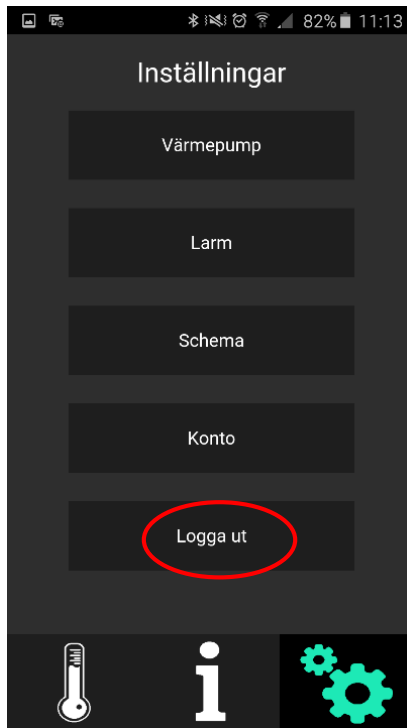 82% 11:13
Inställningar
Värmepump
Larm
Schema
Konto
Logga ut